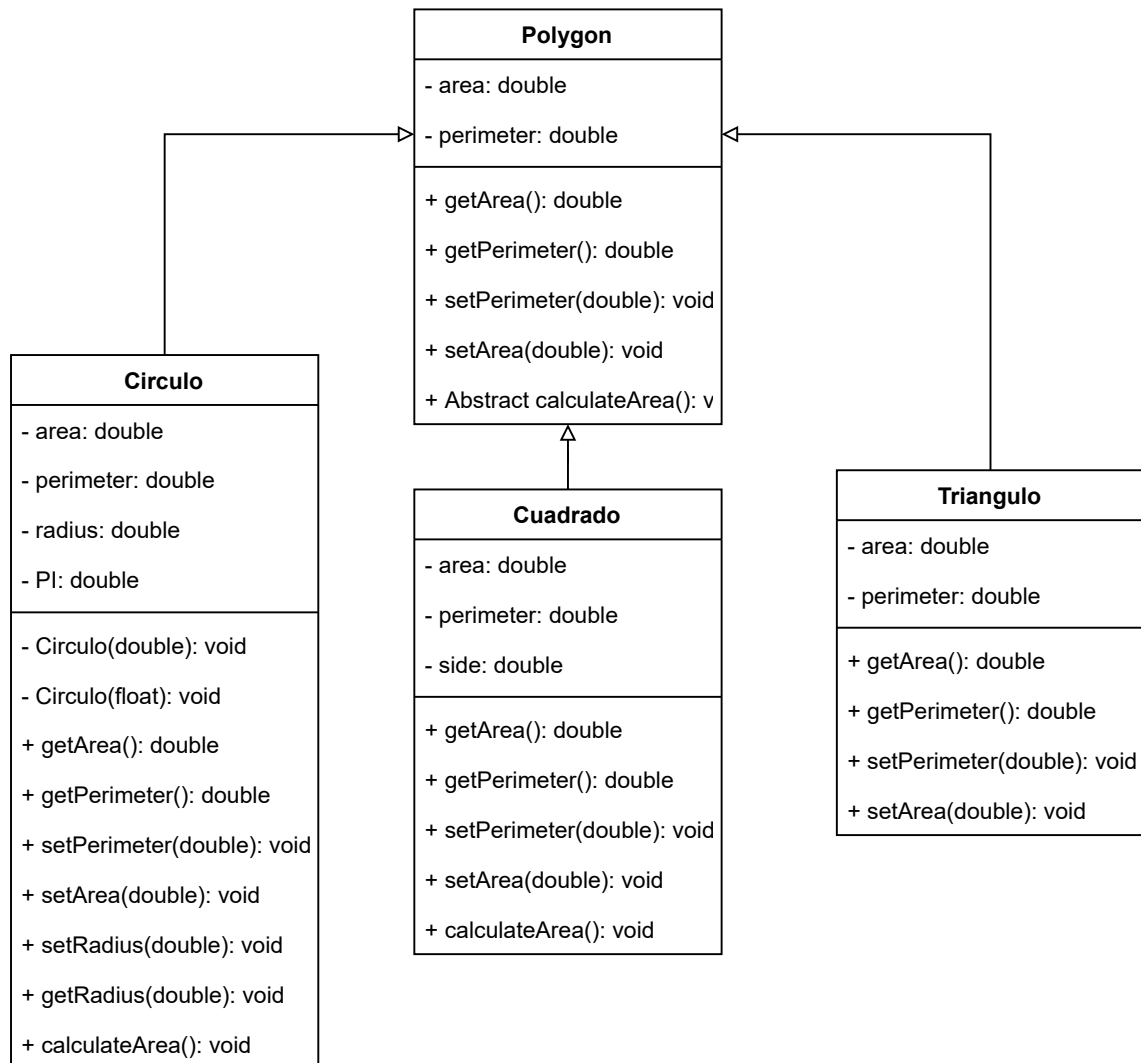 Polygon
- area: double
- perimeter: double
+ getArea(): double
+ getPerimeter(): double
+ setPerimeter(double): void
+ setArea(double): void
+ Abstract calculateArea(): v
Circulo
- area: double
- perimeter: double
- radius: double
- PI: double
- Circulo(double): void
- Circulo(float): void
+ getArea(): double
+ getPerimeter(): double
+ setPerimeter(double): void
+ setArea(double): void
+ setRadius(double): void
+ getRadius(double): void
+ calculateArea(): void
Cuadrado
- area: double
- perimeter: double
- side: double
+ getArea(): double
+ getPerimeter(): double
+ setPerimeter(double): void
+ setArea(double): void
+ calculateArea(): void
Triangulo
- area: double
- perimeter: double
+ getArea(): double
+ getPerimeter(): double
+ setPerimeter(double): void
+ setArea(double): void